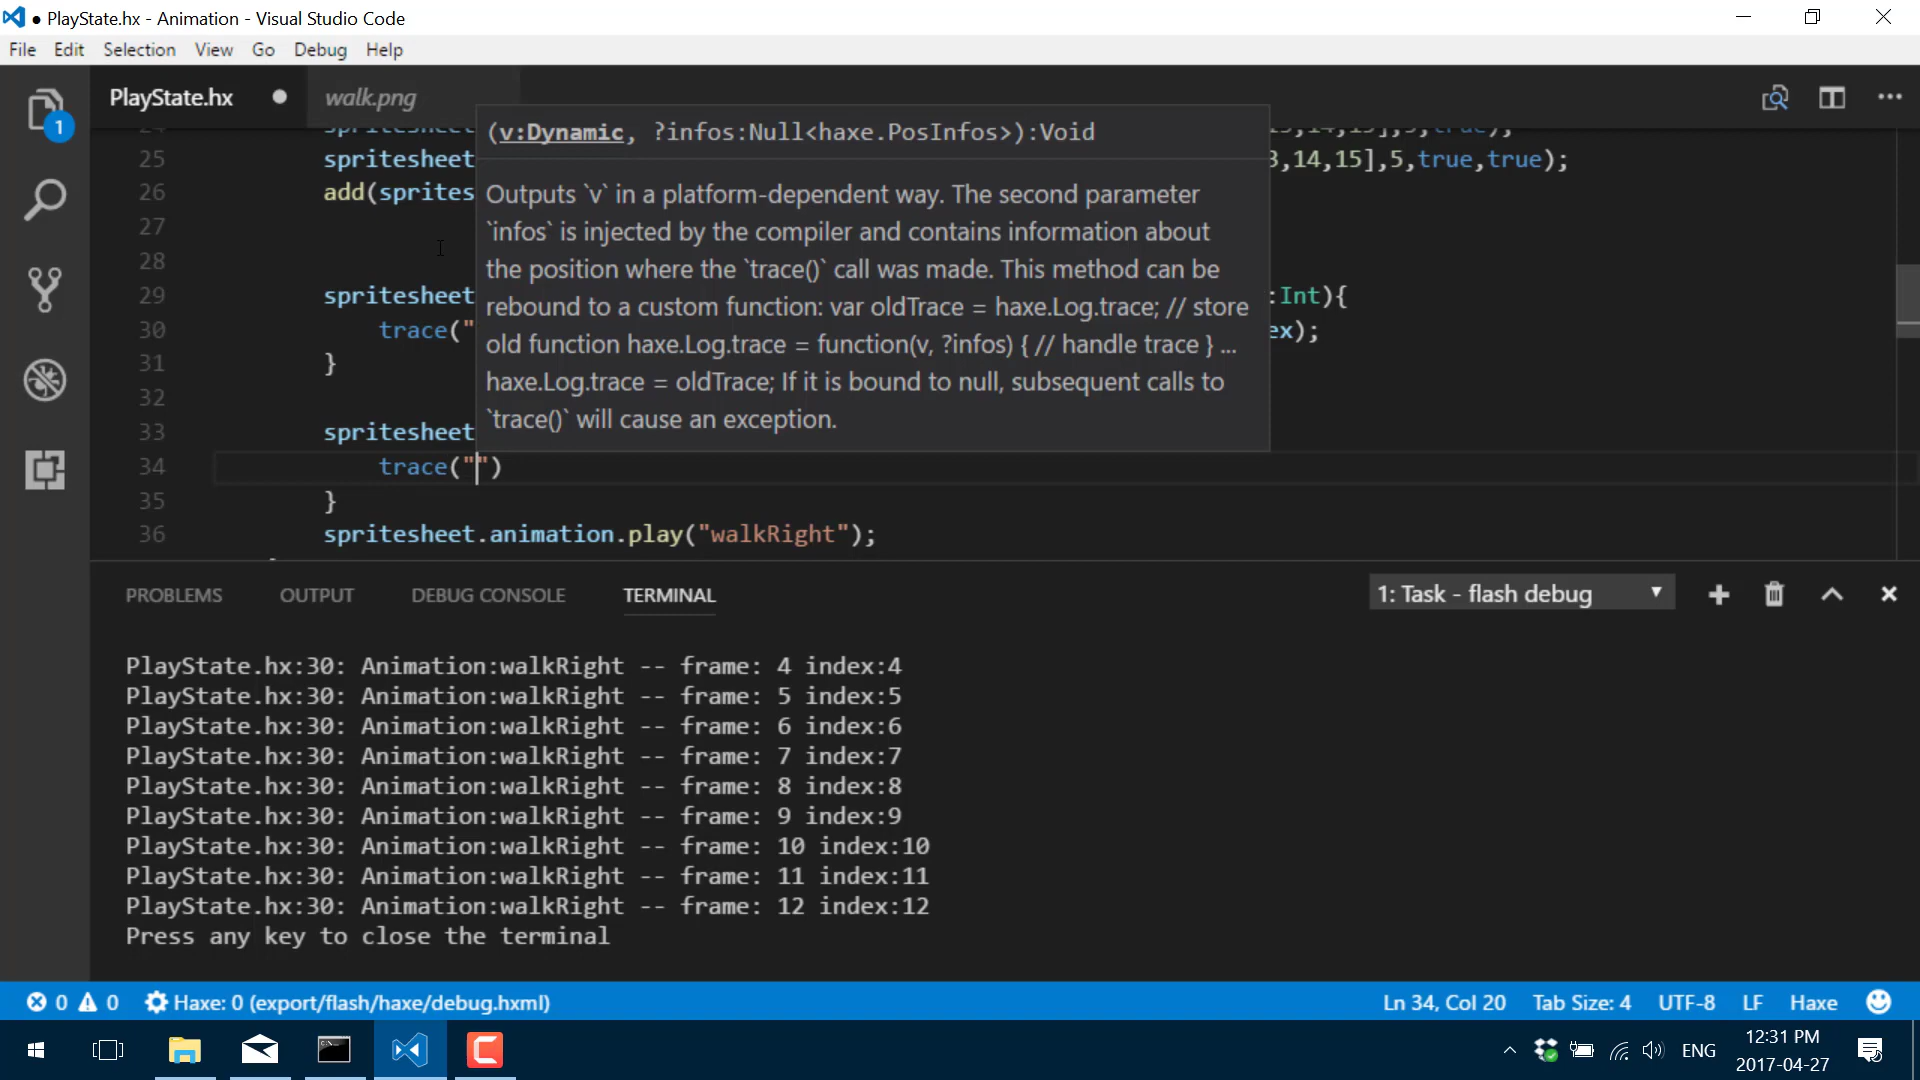 ● PlayState.hx - Animation - Visual Studio Code
File Edit Selection View Go Debug Help
PlayState.hx ● walk.png
1
(v:Dynamic, ?infos:Null<haxe.PosInfos>):Void
25 spritesheet 3,14,15],5,true,true);
26 add(sprites
Outputs `v` in a platform-dependent way. The second parameter
27
`infos` is injected by the compiler and contains information about
28
the position where the `trace()` call was made. This method can be
29 spritesheet :Int){
rebound to a custom function: var oldTrace = haxe.Log.trace; // store
30 trace(" ex);
old function haxe.Log.trace = function(v, ?infos) { // handle trace } ...
31 }
haxe.Log.trace = oldTrace; If it is bound to null, subsequent calls to
32
`trace()` will cause an exception.
33 spritesheet
34 trace("")
35 }
36 spritesheet.animation.play("walkRight");
PROBLEMS OUTPUT DEBUG CONSOLE TERMINAL 1: Task - flash debug
PlayState.hx:30: Animation:walkRight -- frame: 4 index:4
PlayState.hx:30: Animation:walkRight -- frame: 5 index:5
PlayState.hx:30: Animation:walkRight -- frame: 6 index:6
PlayState.hx:30: Animation:walkRight -- frame: 7 index:7
PlayState.hx:30: Animation:walkRight -- frame: 8 index:8
PlayState.hx:30: Animation:walkRight -- frame: 9 index:9
PlayState.hx:30: Animation:walkRight -- frame: 10 index:10
PlayState.hx:30: Animation:walkRight -- frame: 11 index:11
PlayState.hx:30: Animation:walkRight -- frame: 12 index:12
Press any key to close the terminal
0 0 Haxe: 0 (export/flash/haxe/debug.hxml) Ln 34, Col 20 Tab Size: 4 UTF-8 LF Haxe
ENG 12:31 PM
2017-04-27